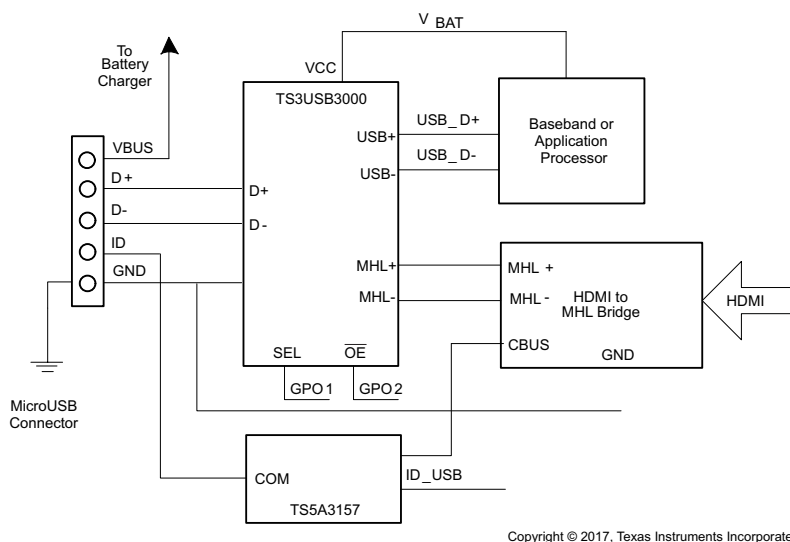 V BAT
To
Battery
Charger
VCC
TS3USB3000
USB+
USB-
USB_D+
USB_D-
Baseband or
Application
Processor
VBUS
D+
D-
ID
GND
D+
D-
MHL+
MHL-
MHL +
MHL -
HDMI to
MHL Bridge
CBUS
GND
HDMI
SEL
OE
GPO1
GPO2
MicroUSB
Connector
COM
ID_USB
TS5A3157
Copyright © 2017, Texas Instruments Incorporate